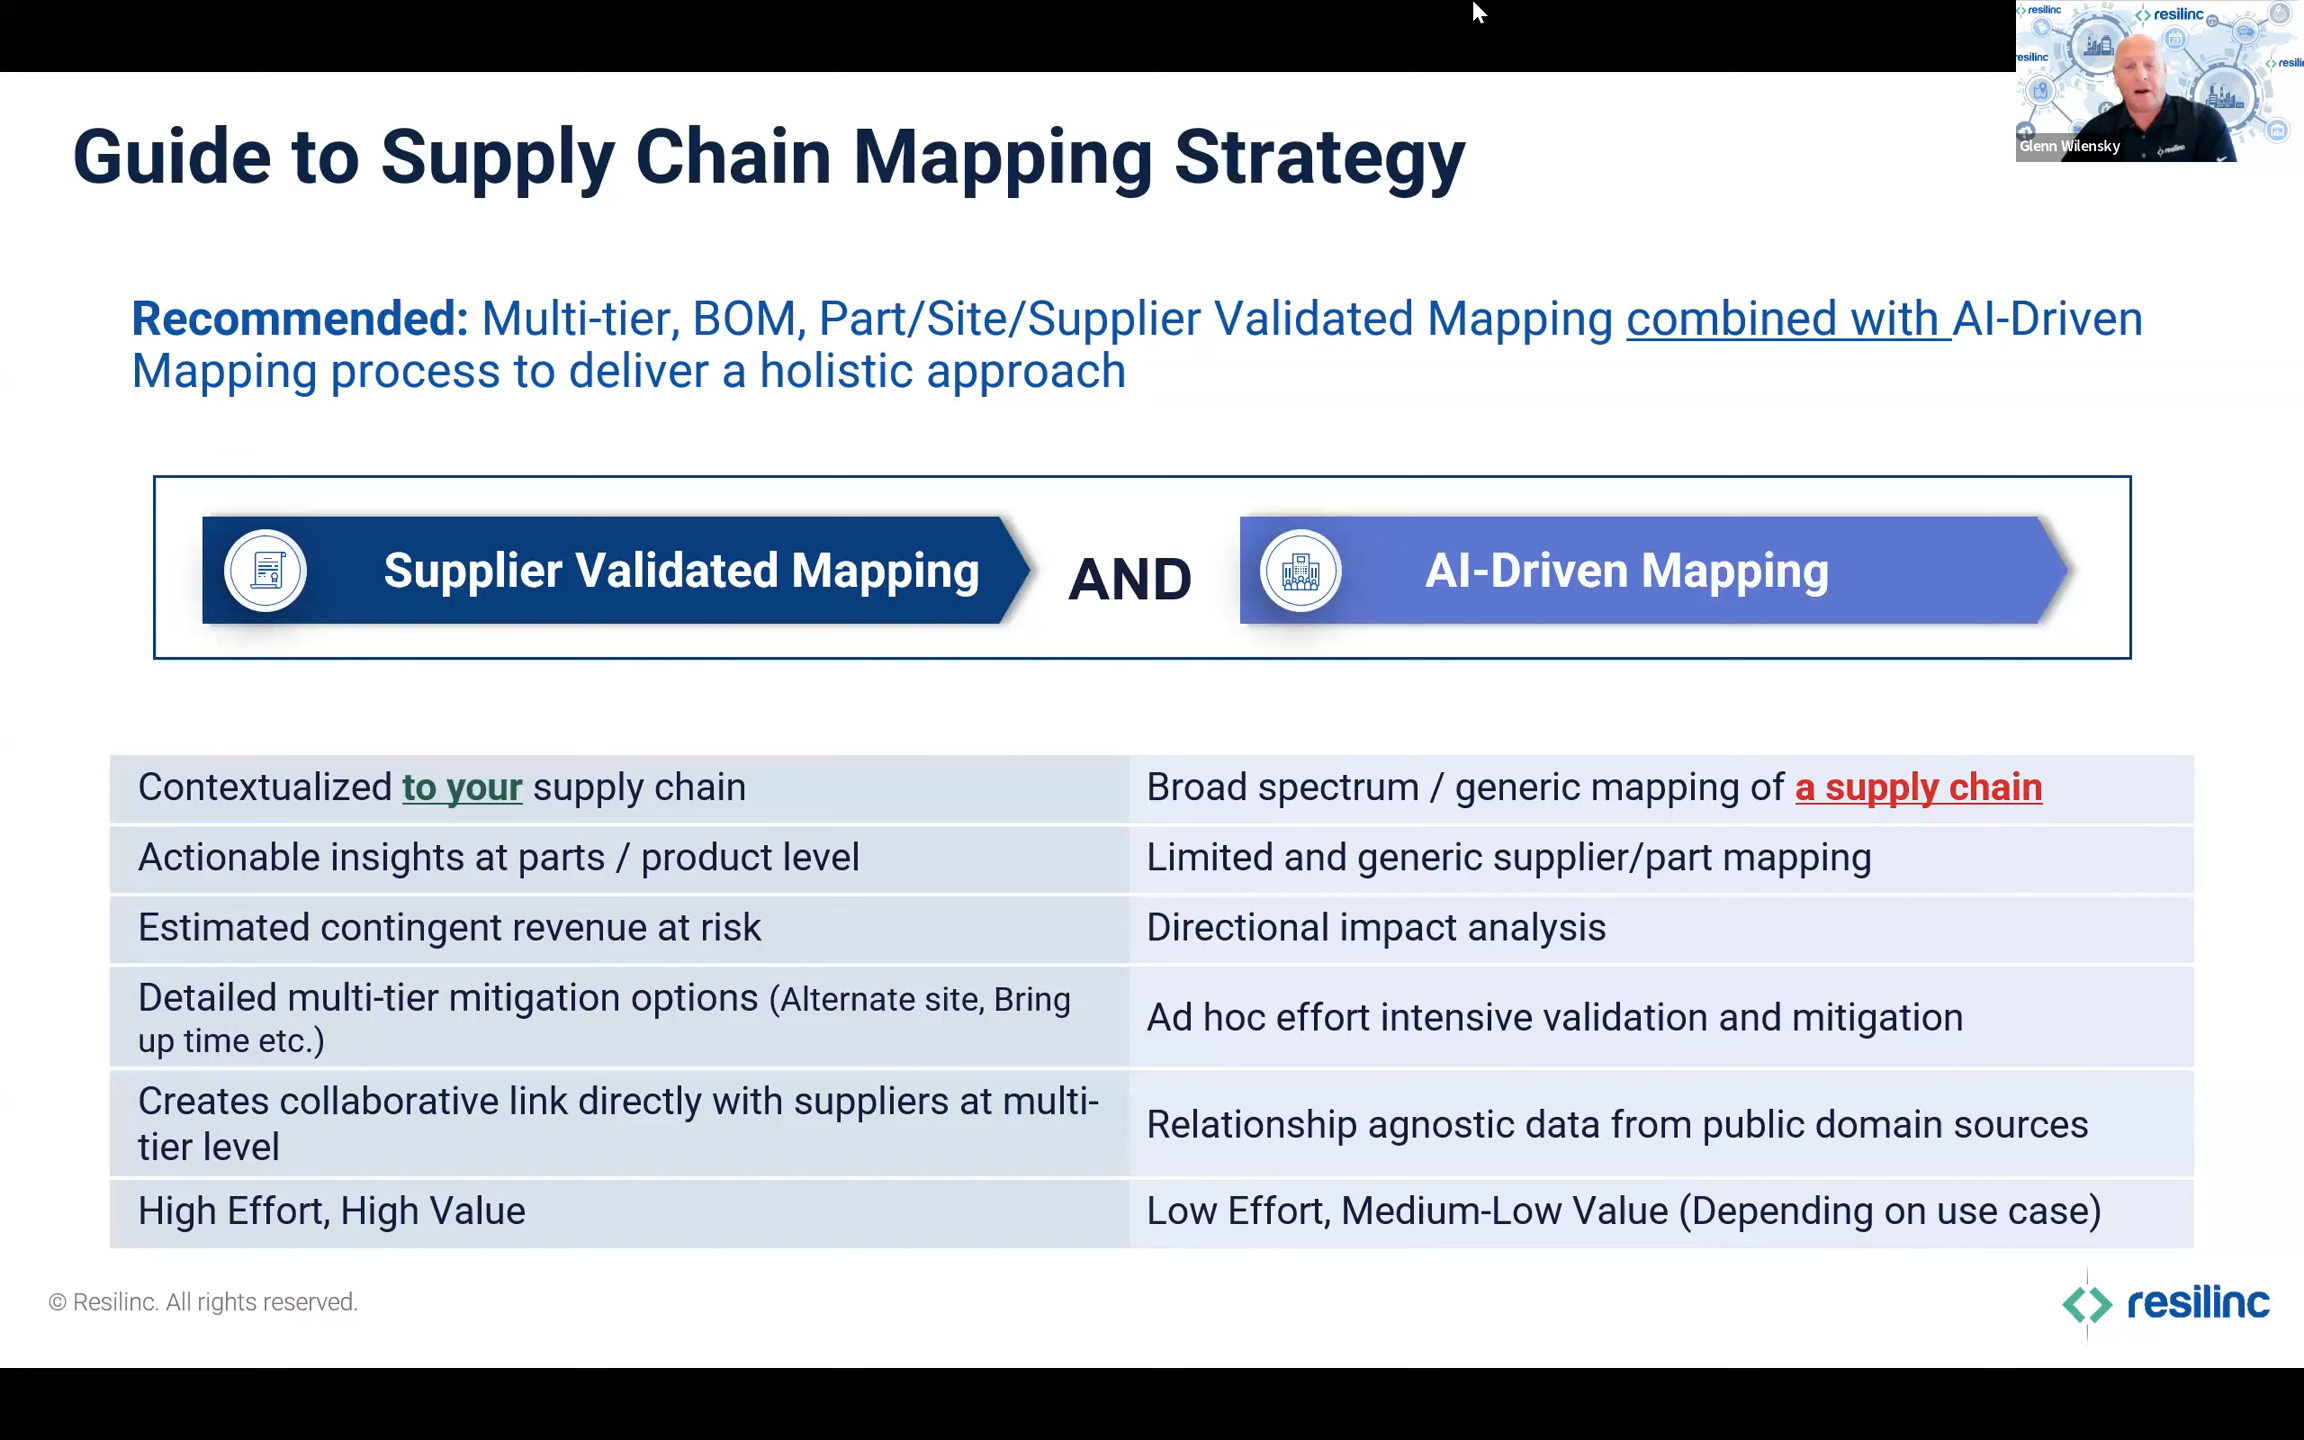 resilinc
resilinc
resilinc
Glenn Wilensky
resilinc
Guide to Supply Chain Mapping Strategy
Recommended: Multi-tier, BOM, Part/Site/Supplier Validated Mapping combined with AI-Driven
Mapping process to deliver a holistic approach
Supplier Validated Mapping
AND
AI-Driven Mapping
Contextualized to your supply chain
Broad spectrum / generic mapping of a supply chain
Actionable insights at parts / product level
Limited and generic supplier/part mapping
Estimated contingent revenue at risk
Directional impact analysis
Detailed multi-tier mitigation options (Alternate site, Bring
up time etc.)
Ad hoc effort intensive validation and mitigation
Creates collaborative link directly with suppliers at multi-
tier level
Relationship agnostic data from public domain sources
High Effort, High Value
Low Effort, Medium-Low Value (Depending on use case)
© Resilinc. All rights reserved.
resilinc